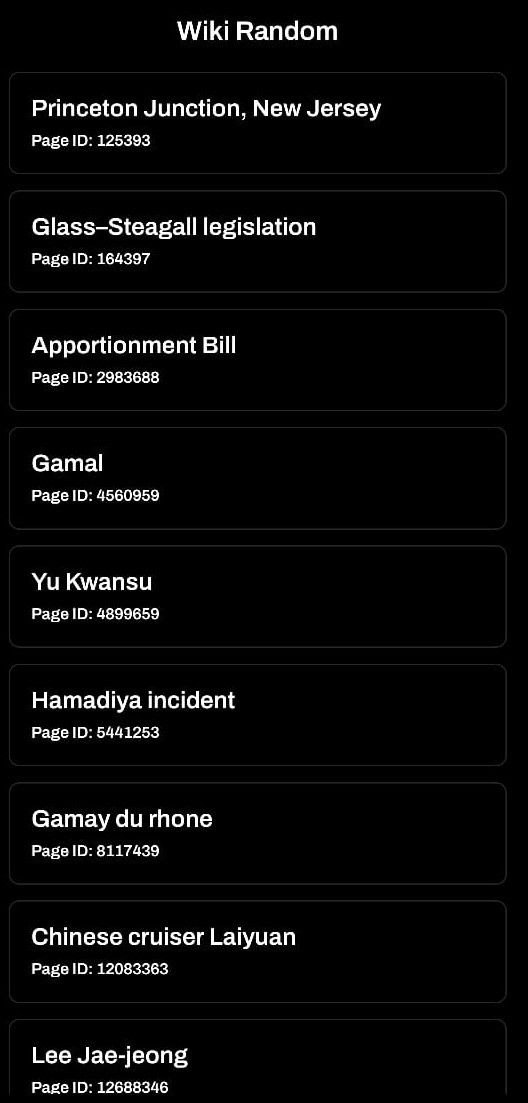 Wiki Random
Princeton Junction, New Jersey
Page ID: 125393
Glass–Steagall legislation
Page ID: 164397
Apportionment Bill
Page ID: 2983688
Gamal
Page ID: 4560959
Yu Kwansu
Page ID: 4899659
Hamadiya incident
Page ID: 5441253
Gamay du rhone
Page ID: 8117439
Chinese cruiser Laiyuan
Page ID: 12083363
Lee Jae-jeong
Page ID: 12688346